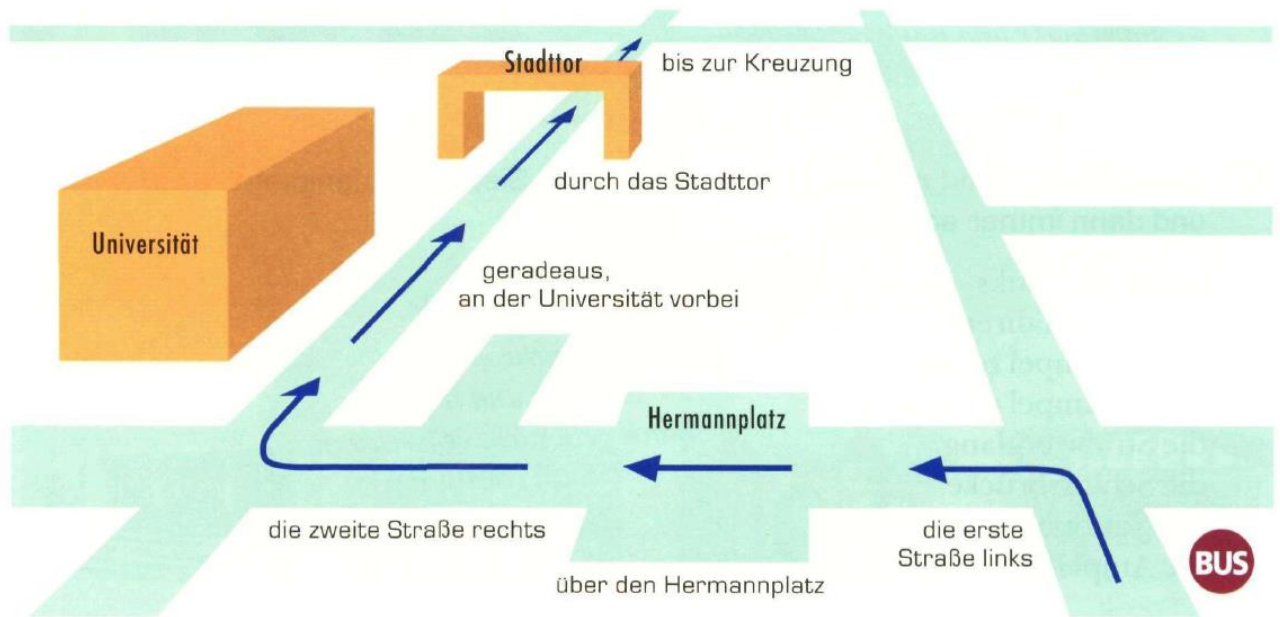 Stadttor
bis zur Kreuzung
durch das Stadttor
Universität
geradeaus,
an der Universität vorbei
Hermannplatz
die zweite Straße rechts
über den Hermannplatz
die erste
Straße links
BUS